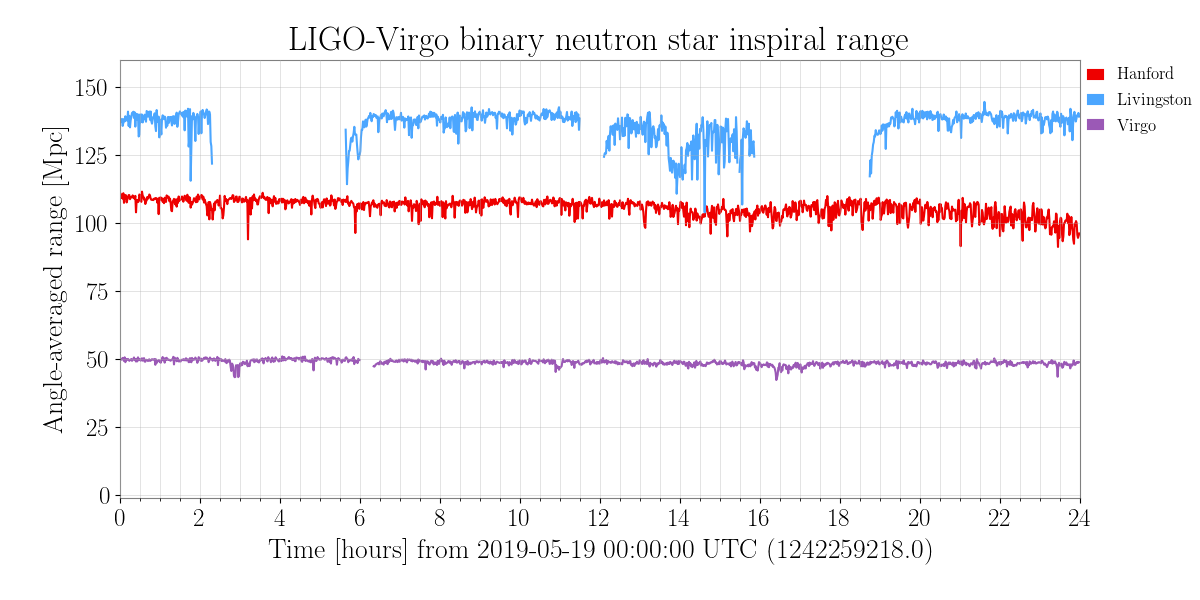 LIGO-Virgo binary neutron star inspiral range
Hanford
Livingston
Virgo
Angle-averaged range [Mpc]
150
125
100
75
50
25
0
0 2 4 6 8 10 12 14 16 18 20 22 24
Time [hours] from 2019-05-19 00:00:00 UTC (1242259218.0)